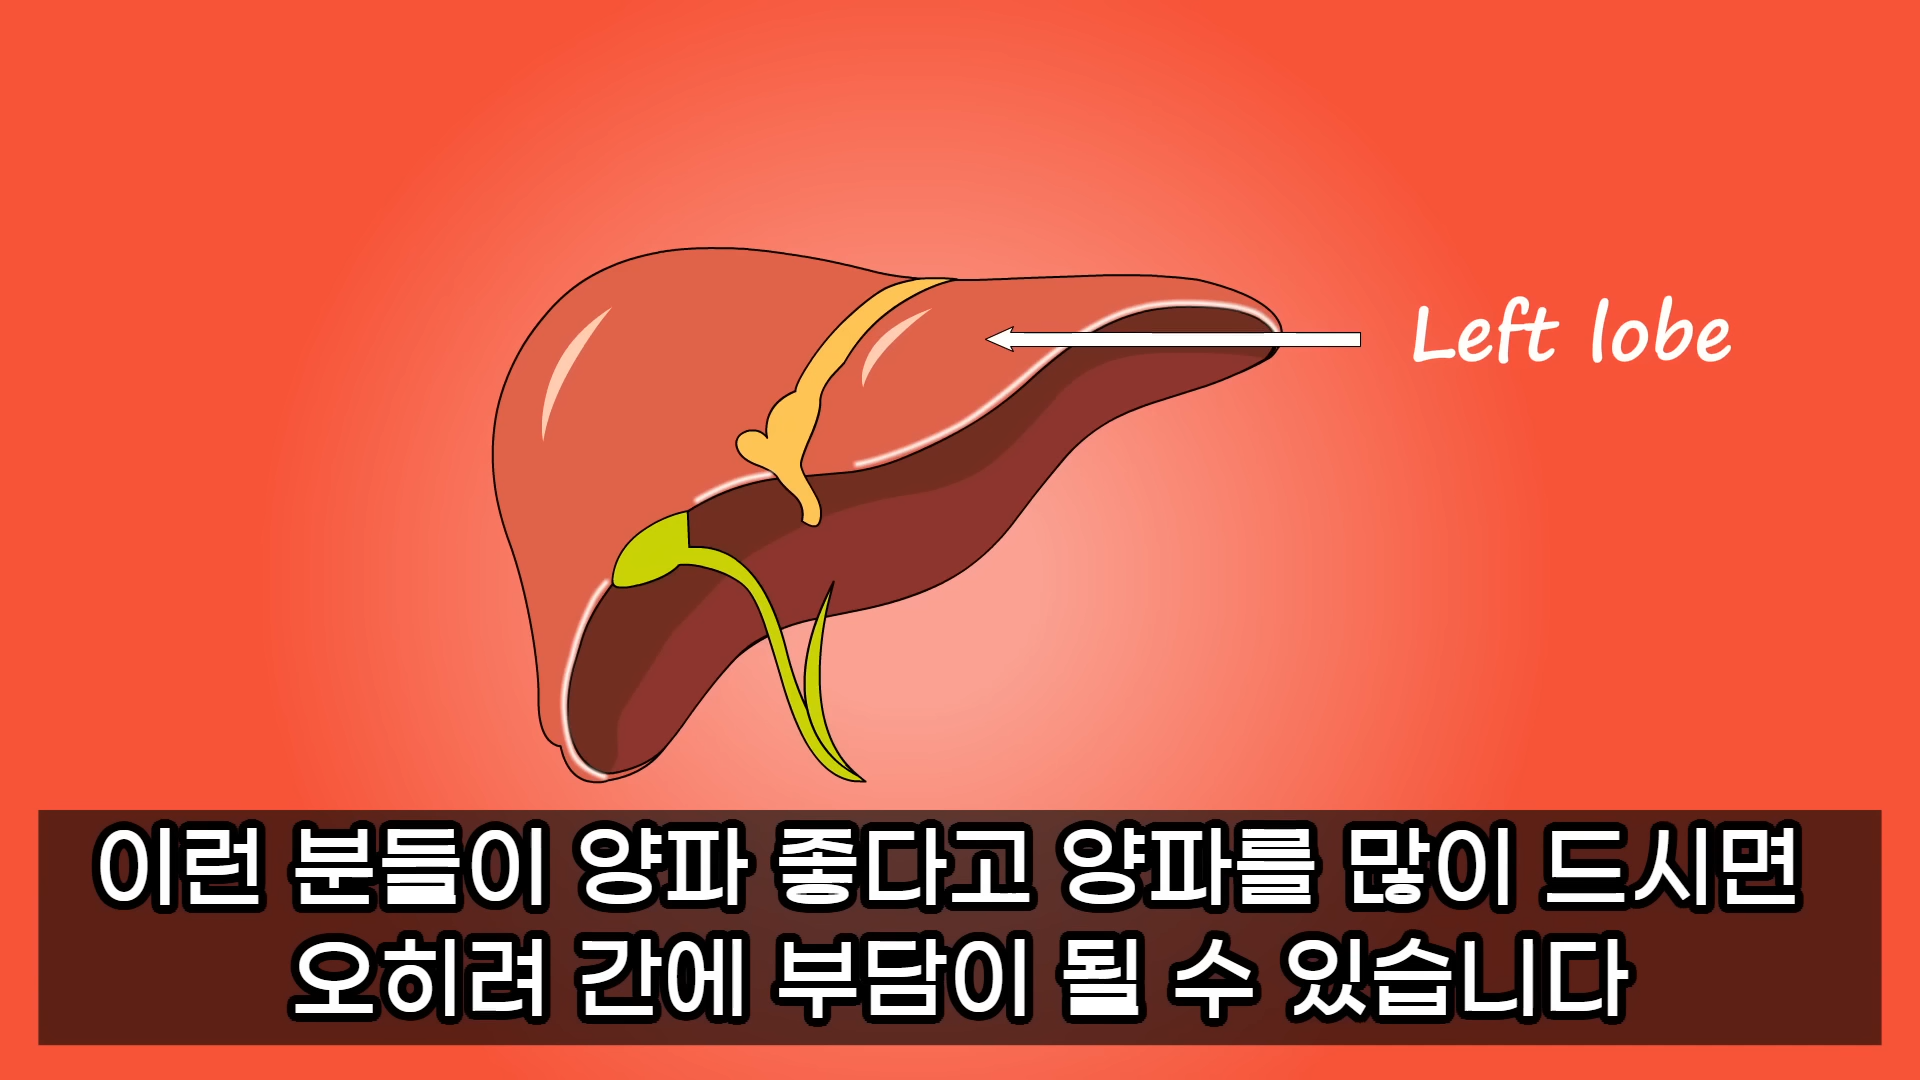 Left lobe
이런 분들이 양파 좋다고 양파를 많이 드시면
오히려 간에 부담이 될 수 있습니다